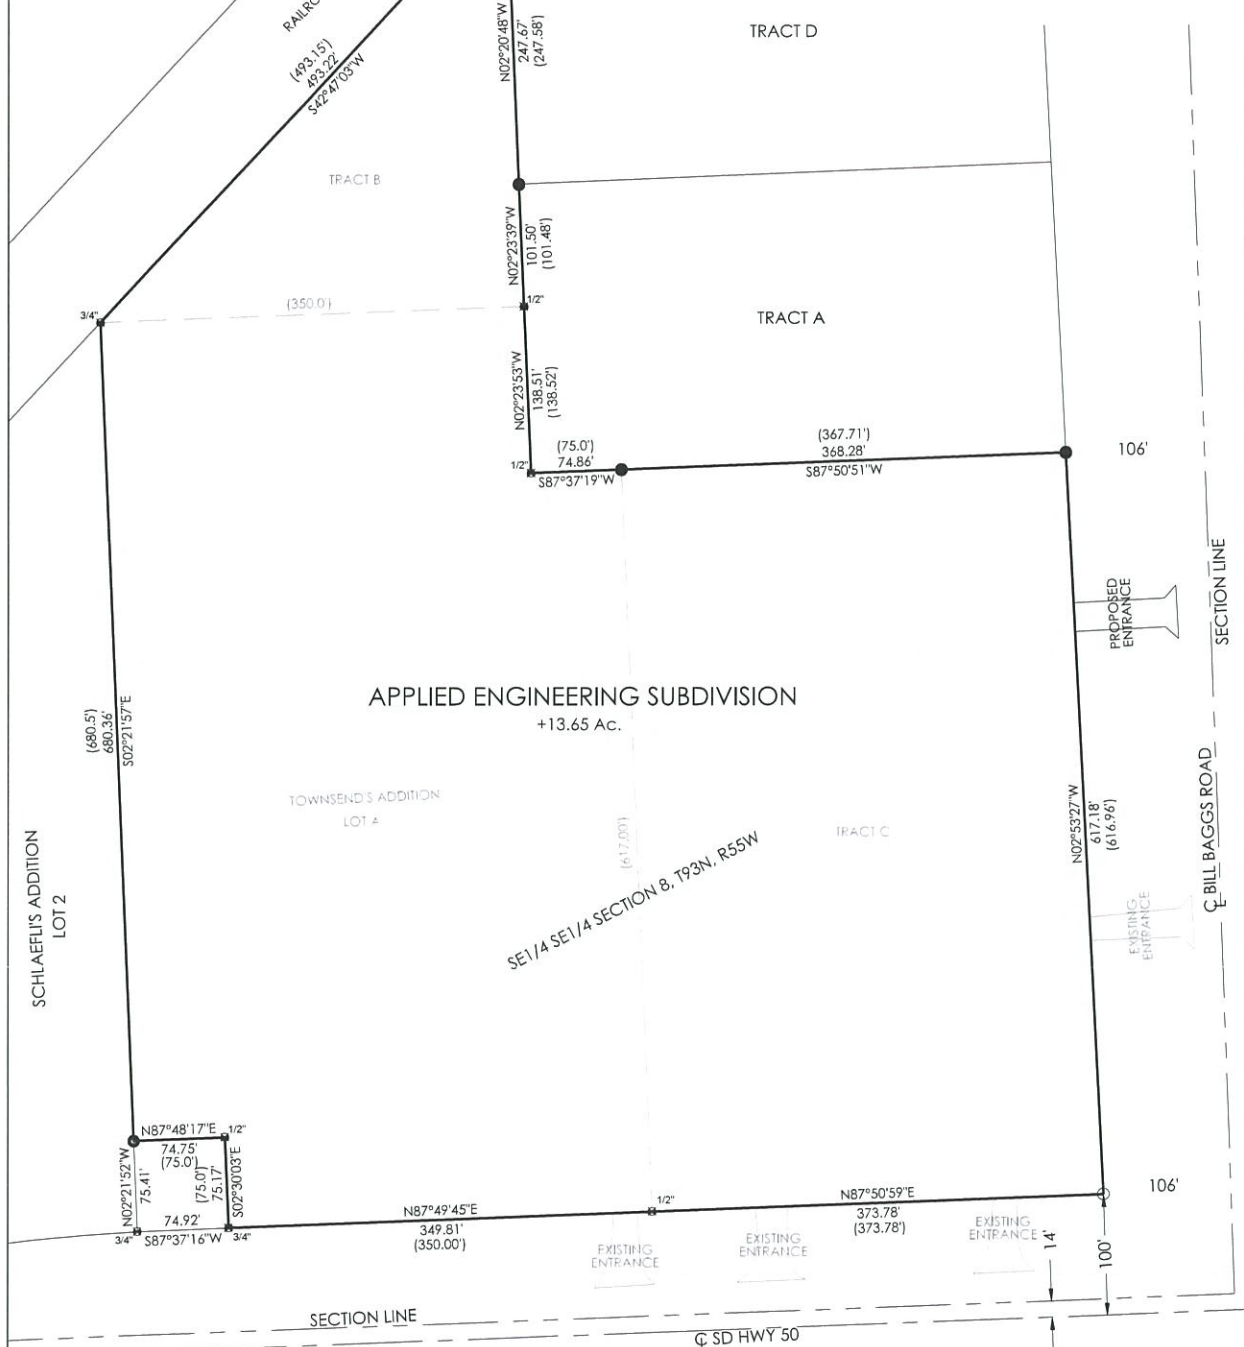 RAILRO
(493.15')
493.22'
S42°47'03"W
N02°20'48"W
247.67'
(247.58')
TRACT D
TRACT B
N02°23'39"W
101.50'
(101.48')
1/2"
(350.0')
3/4"
TRACT A
N02°23'53"W
138.51'
(138.52')
1/2"
(75.0')
74.86'
S87°37'19"W
(367.71')
368.28'
S87°50'51"W
106'
PROPOSED
ENTRANCE
SECTION LINE
APPLIED ENGINEERING SUBDIVISION
+13.65 Ac.
(680.5')
680.36'
S02°21'57"E
TOWNSEND'S ADDITION
LOT A
(617.00')
TRACT C
SE1/4 SE1/4 SECTION 8, T93N, R55W
N02°53'27"W
617.18'
(616.96')
℄ BILL BAGGS ROAD
EXISTING
ENTRANCE
SCHLAEFLI'S ADDITION
LOT 2
N87°48'17"E
74.75'
(75.0')
1/2"
N02°21'52"W
75.41'
(75.0')
75.17'
S02°30'03"E
74.92'
S87°37'16"W
3/4"
3/4"
N87°49'45"E
349.81'
(350.00')
1/2"
N87°50'59"E
373.78'
(373.78')
106'
EXISTING
ENTRANCE
EXISTING
ENTRANCE
EXISTING
ENTRANCE
14'
100'
SECTION LINE
℄ SD HWY 50